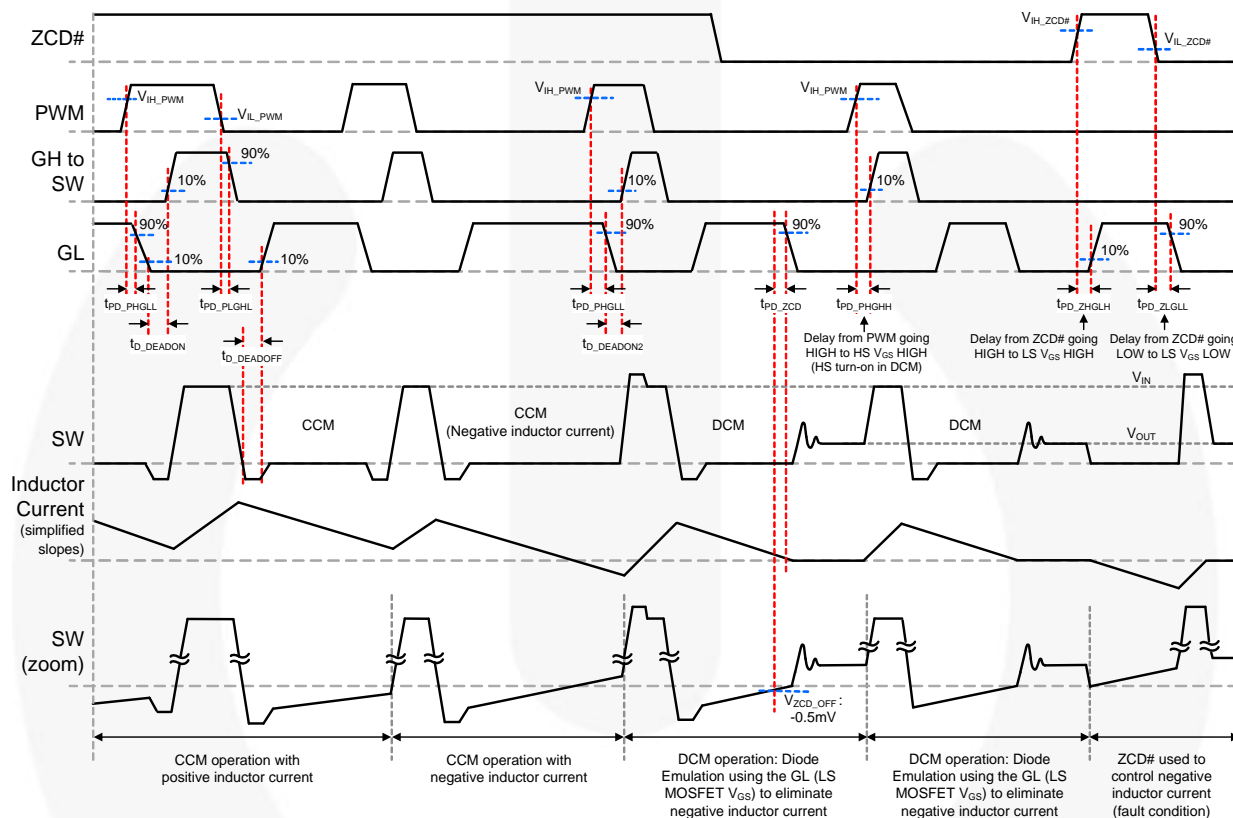 ZCD#
V_IH_ZCD#
V_IL_ZCD#
PWM
V_IH_PWM
V_IL_PWM
V_IH_PWM
V_IH_PWM
GH to
SW
90%
10%
10%
10%
GL
90%
10%
10%
90%
90%
10%
90%
t_PD_PHGLL
t_PD_PLGHL
t_PD_PHGLL
t_PD_ZCD
t_PD_PHGHH
t_PD_ZHGLH
t_PD_ZLGLL
t_D_DEADON
t_D_DEADOFF
t_D_DEADON2
Delay from PWM going
HIGH to HS V_GS HIGH
(HS turn-on in DCM)
Delay from ZCD# going
HIGH to LS V_GS HIGH
Delay from ZCD# going
LOW to LS V_GS LOW
V_IN
SW
CCM
CCM
(Negative inductor current)
DCM
DCM
V_OUT
Inductor
Current
(simplified
slopes)
SW
(zoom)
V_ZCD_OFF :
-0.5mV
CCM operation with
positive inductor current
CCM operation with
negative inductor current
DCM operation: Diode
Emulation using the GL (LS
MOSFET V_GS) to eliminate
negative inductor current
DCM operation: Diode
Emulation using the GL (LS
MOSFET V_GS) to eliminate
negative inductor current
ZCD# used to
control negative
inductor current
(fault condition)